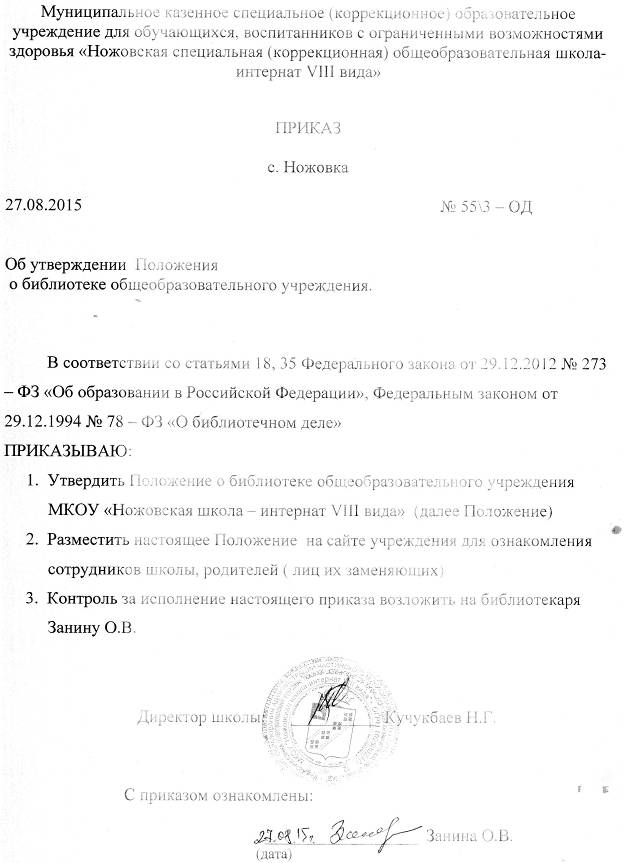 Муниципальное казенное специальное (коррекционное) образовательное
учреждение для обучающихся, воспитанников с ограниченными возможностями
здоровья «Ножовская специальная (коррекционная) общеобразовательная школа-
интернат VIII вида»
ПРИКАЗ
с. Ножовка
27.08.2015 № 55\3 – ОД
Об утверждении Положения
о библиотеке общеобразовательного учреждения.
В соответствии со статьями 18, 35 Федерального закона от 29.12.2012 № 273
– ФЗ «Об образовании в Российской Федерации», Федеральным законом от
29.12.1994 № 78 – ФЗ «О библиотечном деле»
ПРИКАЗЫВАЮ:
1. Утвердить Положение о библиотеке общеобразовательного учреждения
МКОУ «Ножовская школа – интернат VIII вида» (далее Положение)
2. Разместить настоящее Положение на сайте учреждения для ознакомления
сотрудников школы, родителей ( лиц их заменяющих)
3. Контроль за исполнение настоящего приказа возложить на библиотекаря
Занину О.В.
Директор школы: Кучукбаев Н.Г.
С приказом ознакомлены:
27.08.15г. Занина О.В.
(дата)